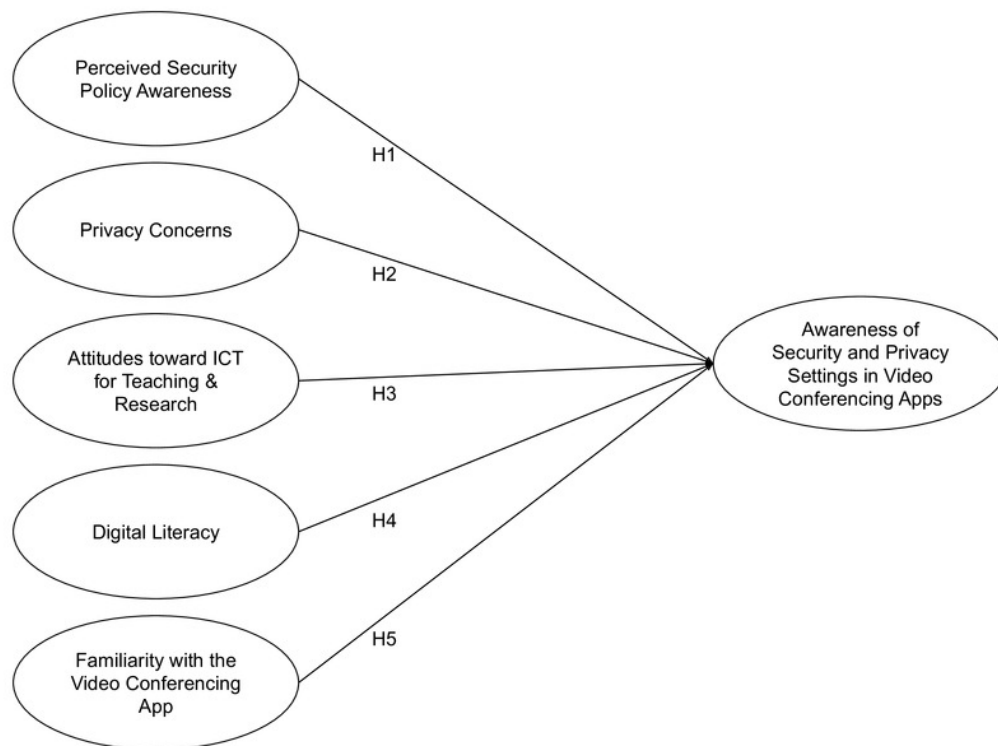 Perceived Security
Policy Awareness
H1
Privacy Concerns
H2
Attitudes toward ICT
for Teaching &
Research
H3
Digital Literacy
H4
Familiarity with the
Video Conferencing
App
H5
Awareness of
Security and Privacy
Settings in Video
Conferencing Apps